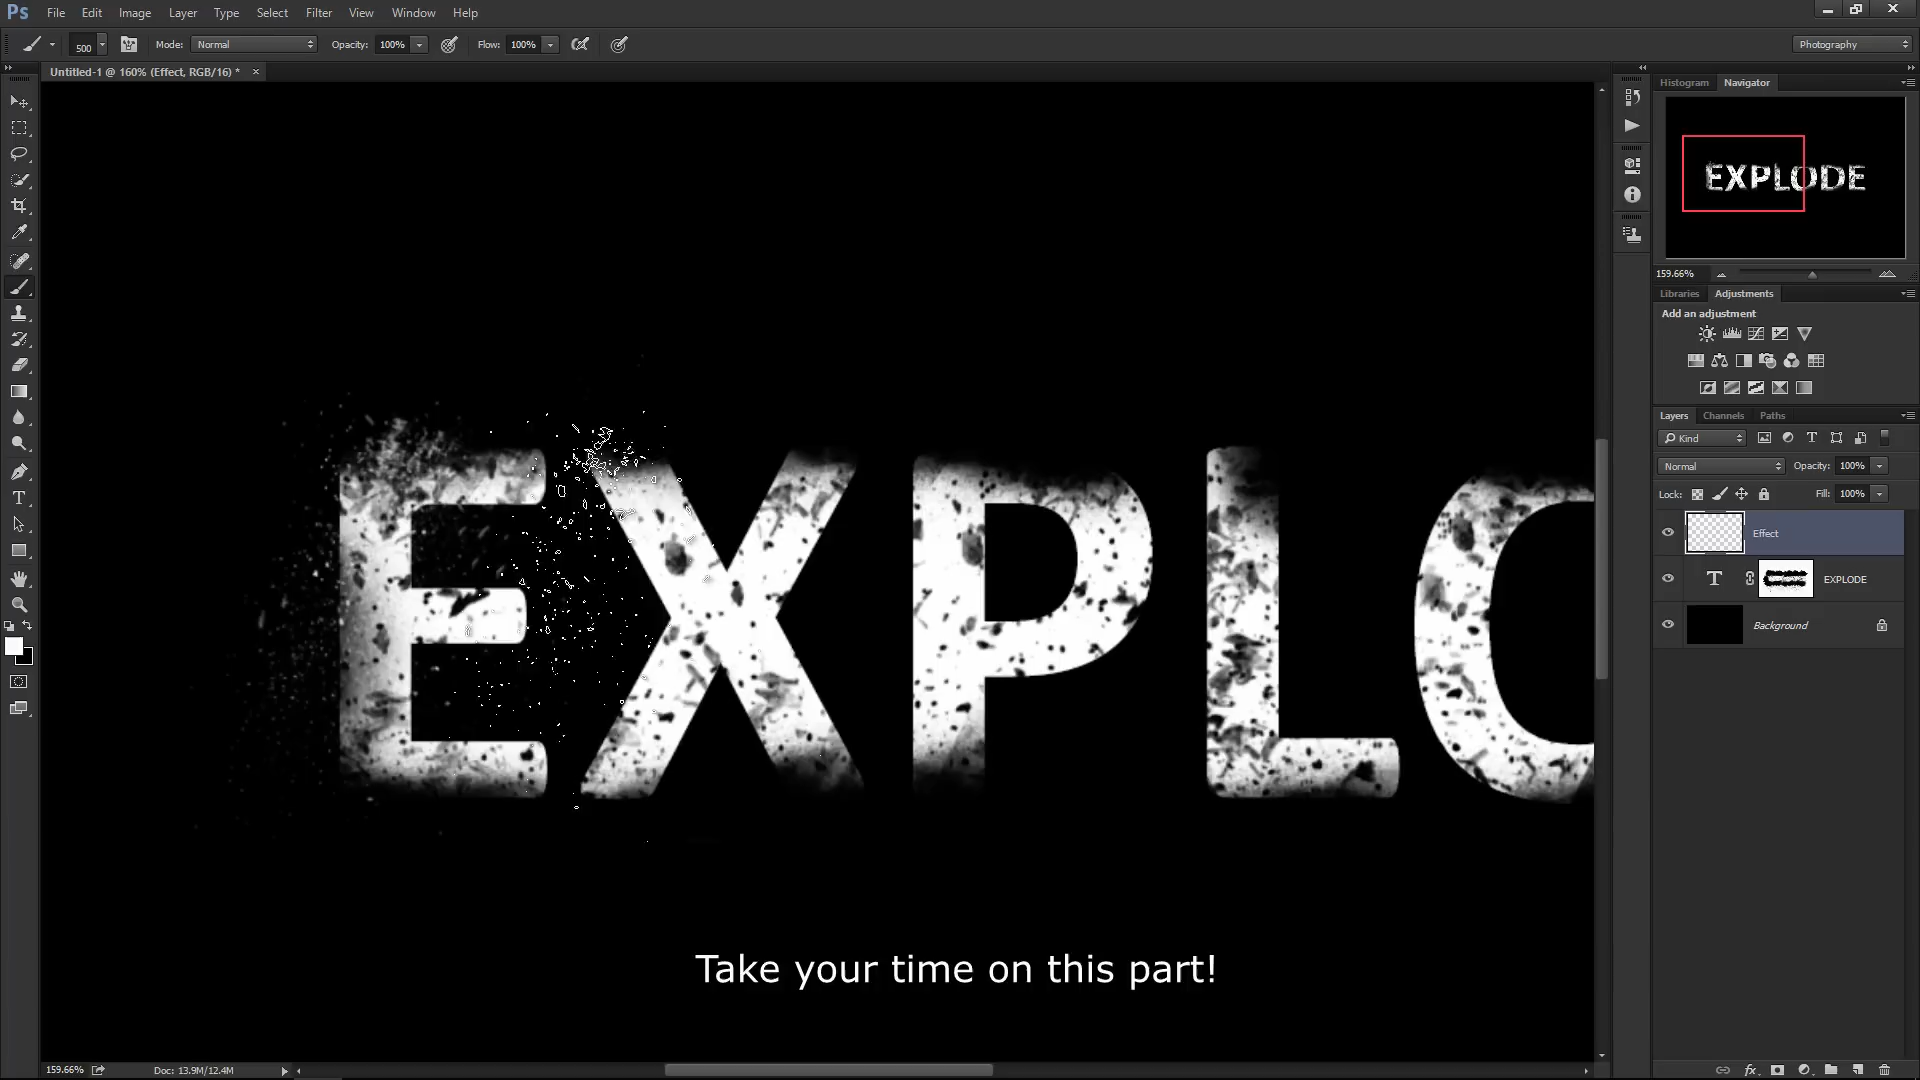 Ps File Edit Image Layer Type Select Filter View Window Help
500 Mode: Normal Opacity: 100% Flow: 100% Photography
Untitled-1 @ 160% (Effect, RGB/16) * ×
Histogram Navigator
EXPLODE
159.66%
Libraries Adjustments
Add an adjustment
Layers Channels Paths
Kind
Normal Opacity: 100%
Lock: Fill: 100%
Effect
T EXPLODE
Background
EXPLO
Take your time on this part!
159.66% Doc: 13.9M/12.4M
fx